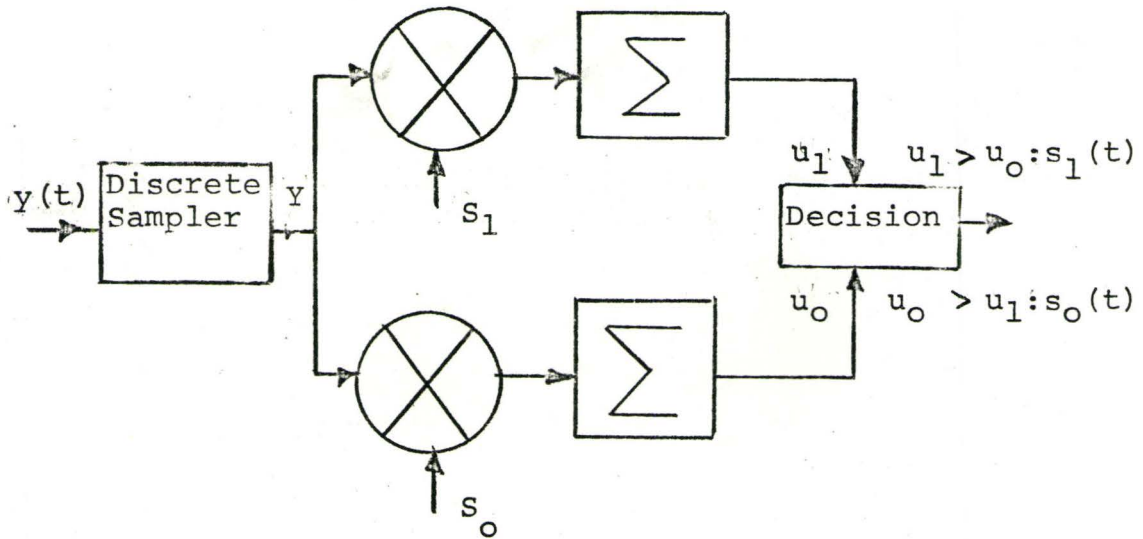 y(t)
Discrete
Sampler
Y
S₁
Σ
u₁
u₁ > u₀:s₁(t)
Decision
u₀
u₀ > u₁:s₀(t)
Σ
S₀